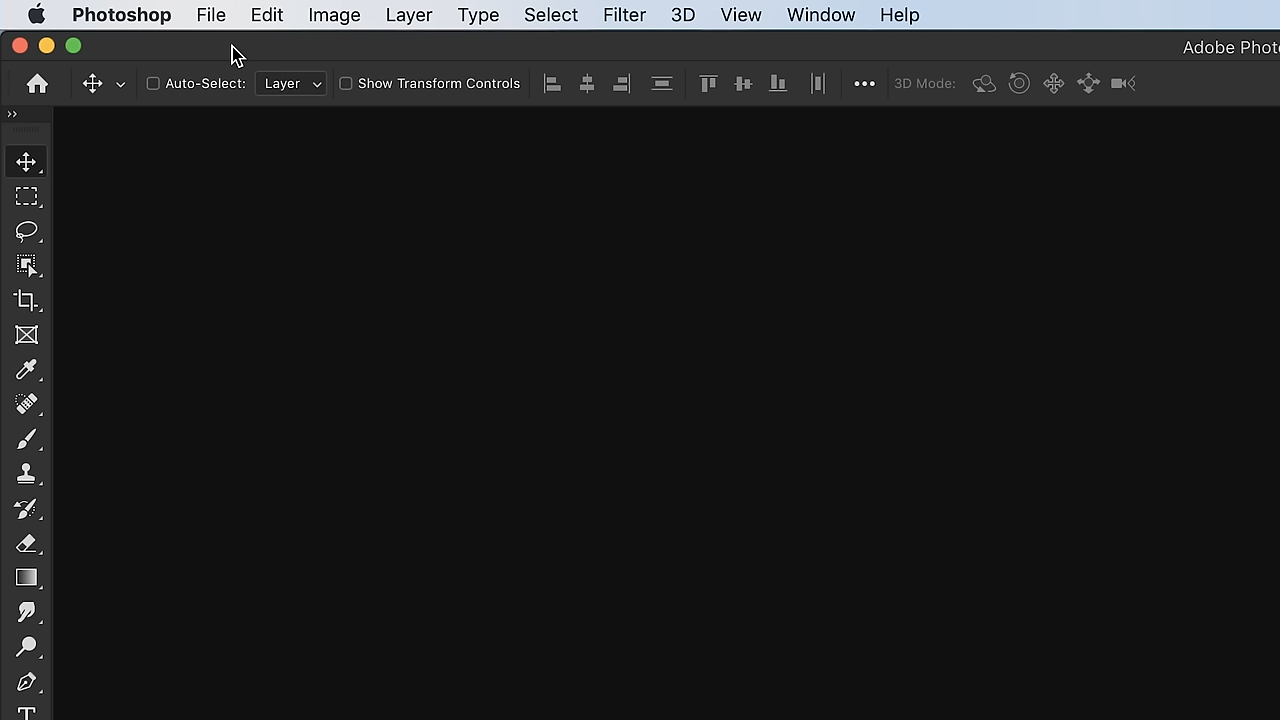 Photoshop File Edit Image Layer Type Select Filter 3D View Window Help
Adobe Photo
Auto-Select: Layer Show Transform Controls 3D Mode: